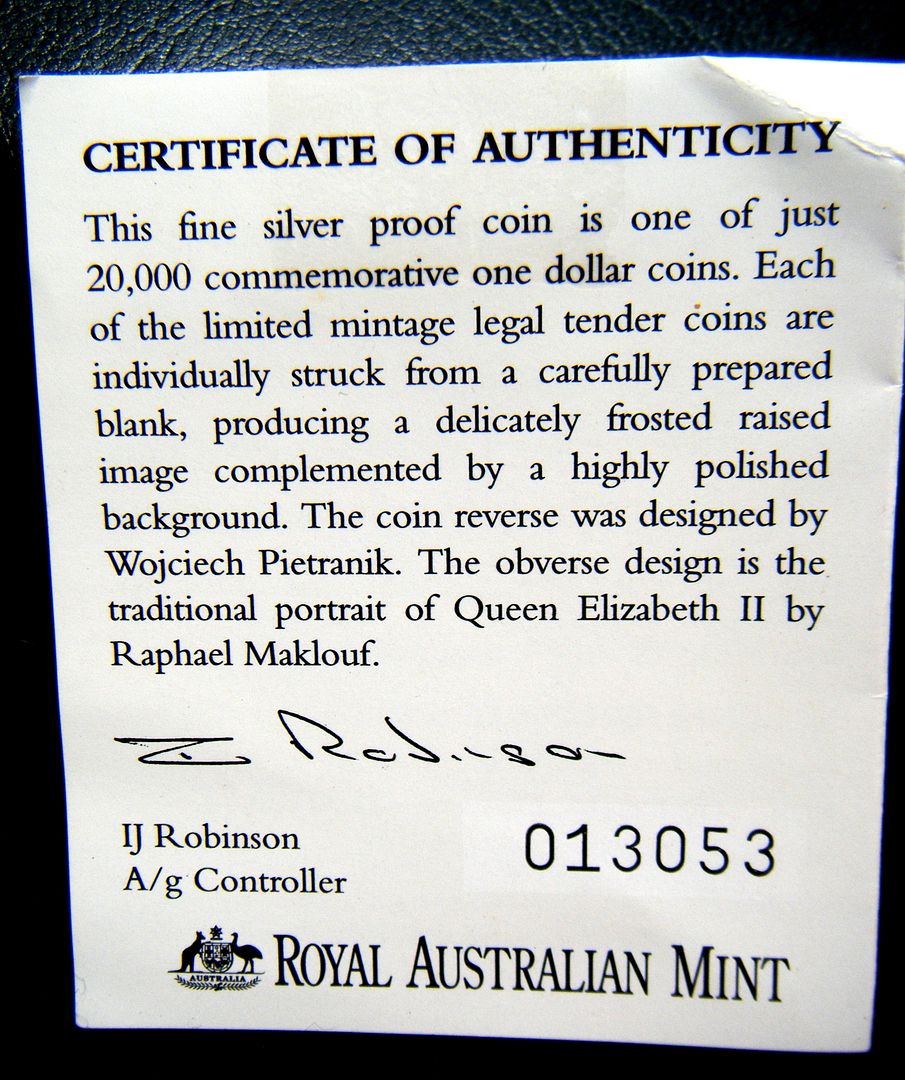 CERTIFICATE OF AUTHENTICITY
This fine silver proof coin is one of just
20,000 commemorative one dollar coins. Each
of the limited mintage legal tender coins are
individually struck from a carefully prepared
blank, producing a delicately frosted raised
image complemented by a highly polished
background. The coin reverse was designed by
Wojciech Pietranik. The obverse design is the
traditional portrait of Queen Elizabeth II by
Raphael Maklouf.
I Robinson
IJ Robinson
A/g Controller
013053
AUSTRALIA
ROYAL AUSTRALIAN MINT